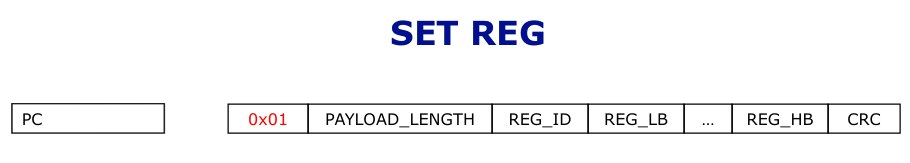 SET REG
PC 0x01 PAYLOAD_LENGTH REG_ID REG_LB ... REG_HB CRC